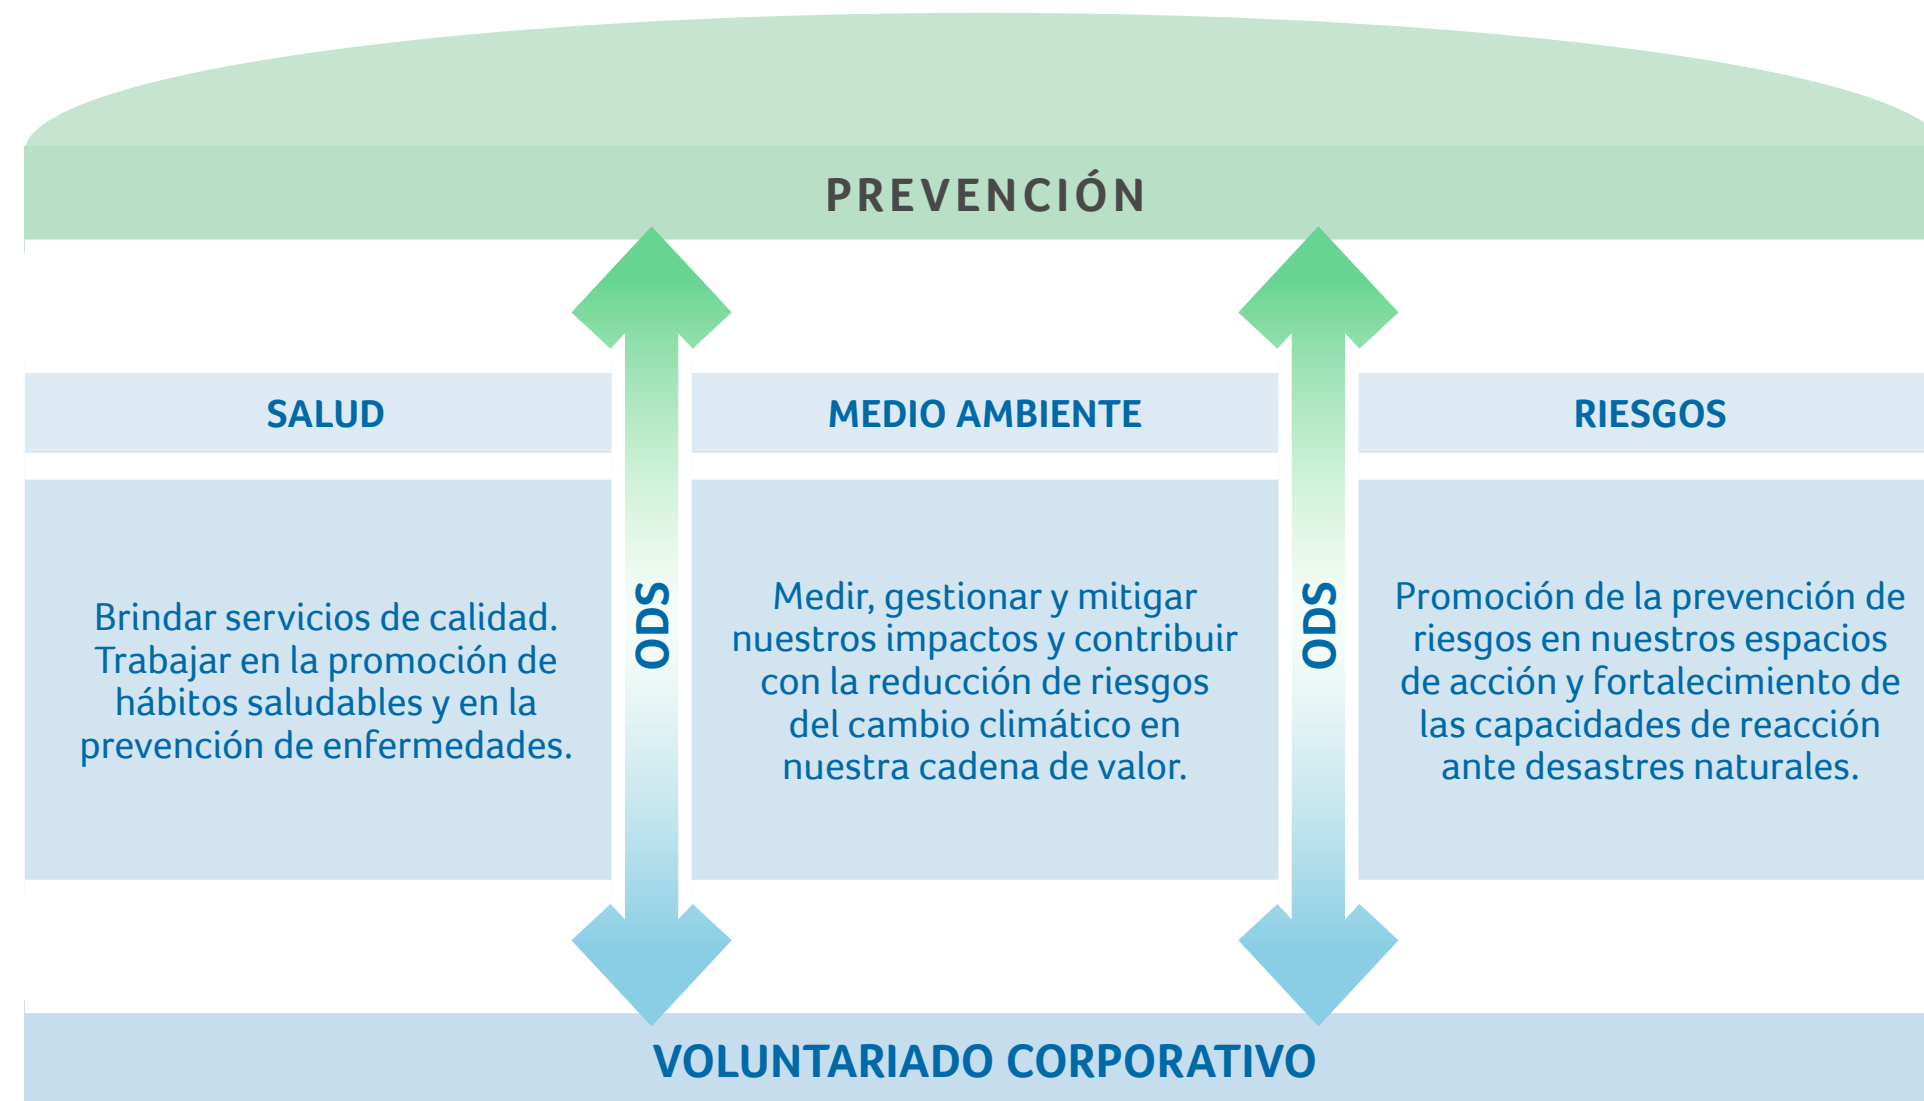 PREVENCIÓN
SALUD
Brindar servicios de calidad.
Trabajar en la promoción de
hábitos saludables y en la
prevención de enfermedades.
ODS
MEDIO AMBIENTE
Medir, gestionar y mitigar
nuestros impactos y contribuir
con la reducción de riesgos
del cambio climático en
nuestra cadena de valor.
ODS
RIESGOS
Promoción de la prevención de
riesgos en nuestros espacios
de acción y fortalecimiento de
las capacidades de reacción
ante desastres naturales.
VOLUNTARIADO CORPORATIVO